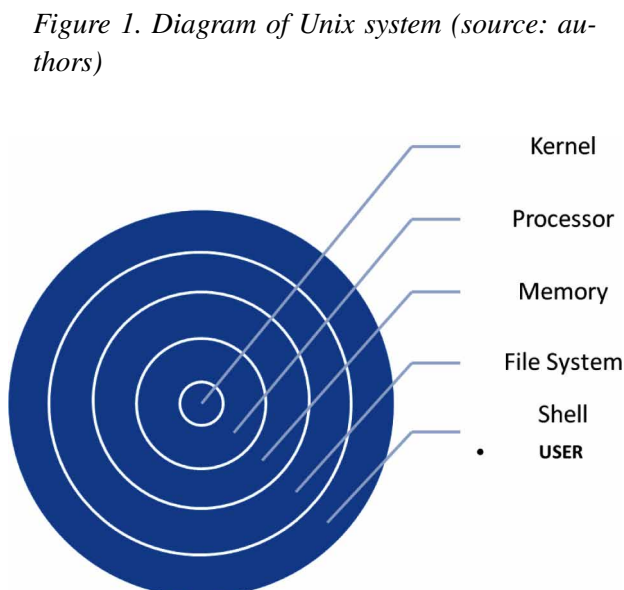 Figure 1. Diagram of Unix system (source: au-
thors)
Kernel
Processor
Memory
File System
Shell
• USER